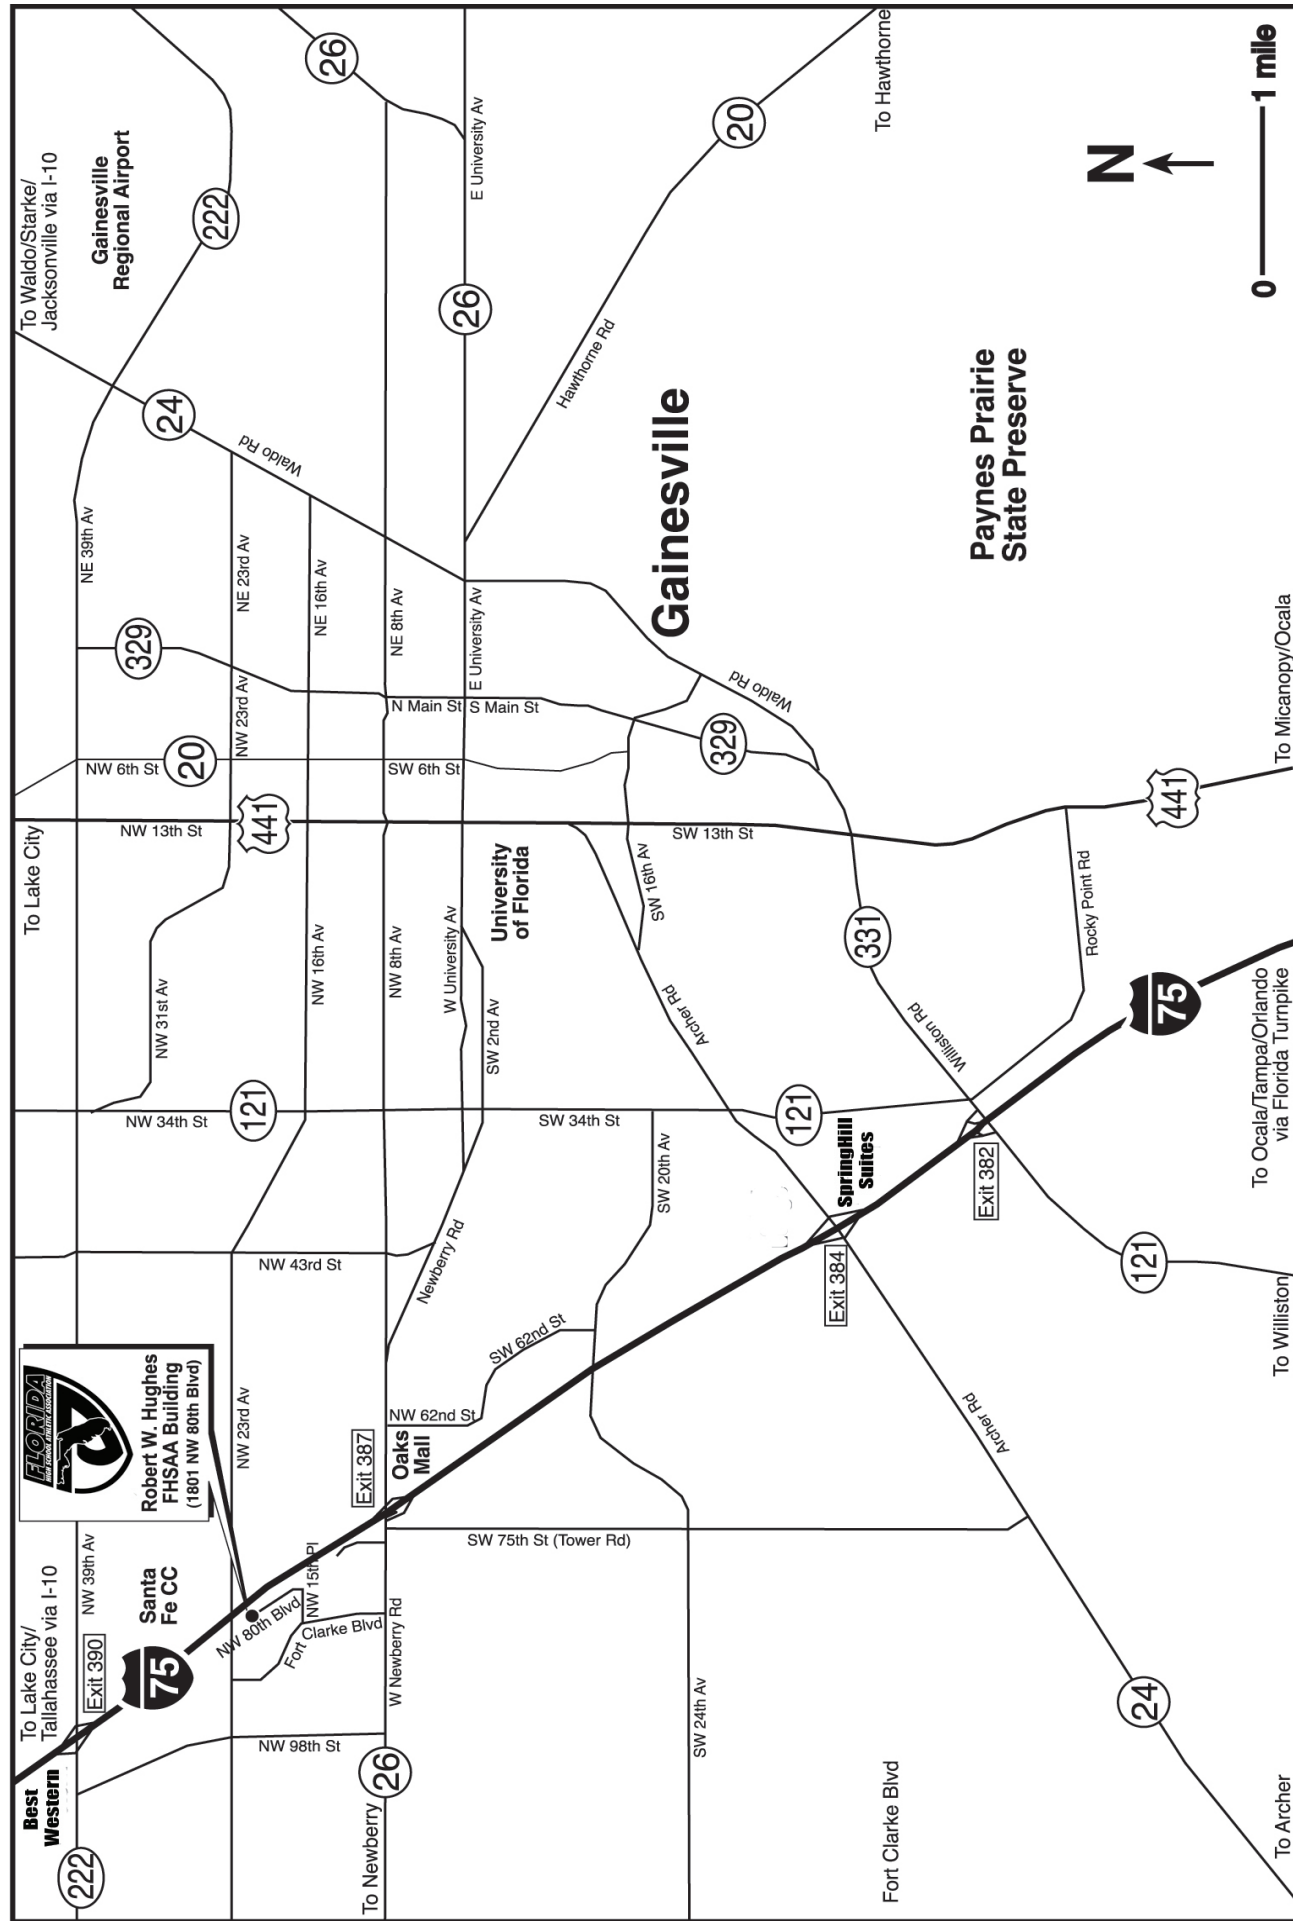 To Waldo/Starke/
Jacksonville via I-10
Gainesville
Regional Airport
222
26
E University Av
26
20
To Hawthorne
N
0
1 mile
24
Waldo Rd
NE 39th Av
NE 23rd Av
NE 16th Av
NE 8th Av
E University Av
Hawthorne Rd
Gainesville
Paynes Prairie
State Preserve
329
NW 23rd Av
N Main St
S Main St
Waldo Rd
329
NW 6th St
20
SW 6th St
To Micanopy/Ocala
441
To Lake City
NW 13th St
441
SW 13th St
University
of Florida
SW 16th Av
Rocky Point Rd
331
Williston Rd
NW 31st Av
NW 16th Av
NW 8th Av
W University Av
SW 2nd Av
Archer Rd
75
To Ocala/Tampa/Orlando
via Florida Turnpike
NW 34th St
121
SW 34th St
121
SW 20th Av
SpringHill
Suites
Exit 382
Exit 384
121
To Williston
NW 43rd St
Newberry Rd
SW 62nd St
NW 62nd St
Archer Rd
FLORIDA
HIGH SCHOOL ATHLETIC ASSOCIATION
Robert W. Hughes
FHSAA Building
(1801 NW 80th Blvd)
NW 23rd Av
Exit 387
Oaks
Mall
SW 75th St (Tower Rd)
NW 39th Av
Santa
Fe CC
NW 15th Pl
NW 80th Blvd
Fort
Clarke Blvd
W Newberry Rd
To Lake City/
Tallahassee via I-10
Exit 390
75
NW 98th St
SW 24th Av
24
Best
Western
222
26
To Newberry
Fort Clarke Blvd
To Archer